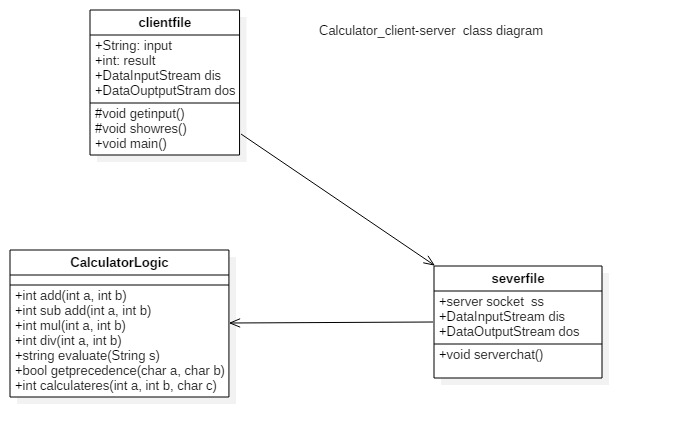 clientfile
+String: input
+int: result
+DataInputStream dis
+DataOuptputStram dos
#void getinput()
#void showres()
+void main()
Calculator_client-server class diagram
CalculatorLogic
+int add(int a, int b)
+int sub add(int a, int b)
+int mul(int a, int b)
+int div(int a, int b)
+string evaluate(String s)
+bool getprecedence(char a, char b)
+int calculateres(int a, int b, char c)
severfile
+server socket ss
+DataInputStream dis
+DataOutputStream dos
+void serverchat()